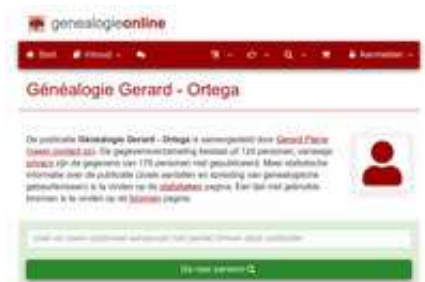 genealogieonline
Start Inhoud Aanmelden
Généalogie Gerard - Ortega
De publicatie Généalogie Gerard - Ortega is samengesteld door Gerard Pierre
(neem contact op). De gegevensverzameling bestaat uit personen, vanwege
privacy zijn de gegevens van 175 personen niet gepubliceerd. Meer statistische
informatie over de publicatie (zoals aantallen en spreiding van genealogische
gebeurtenissen) is te vinden op de statistieken pagina. Een lijst met gebruikte
bronnen is te vinden op de bronnen pagina.
Ga naar persoon